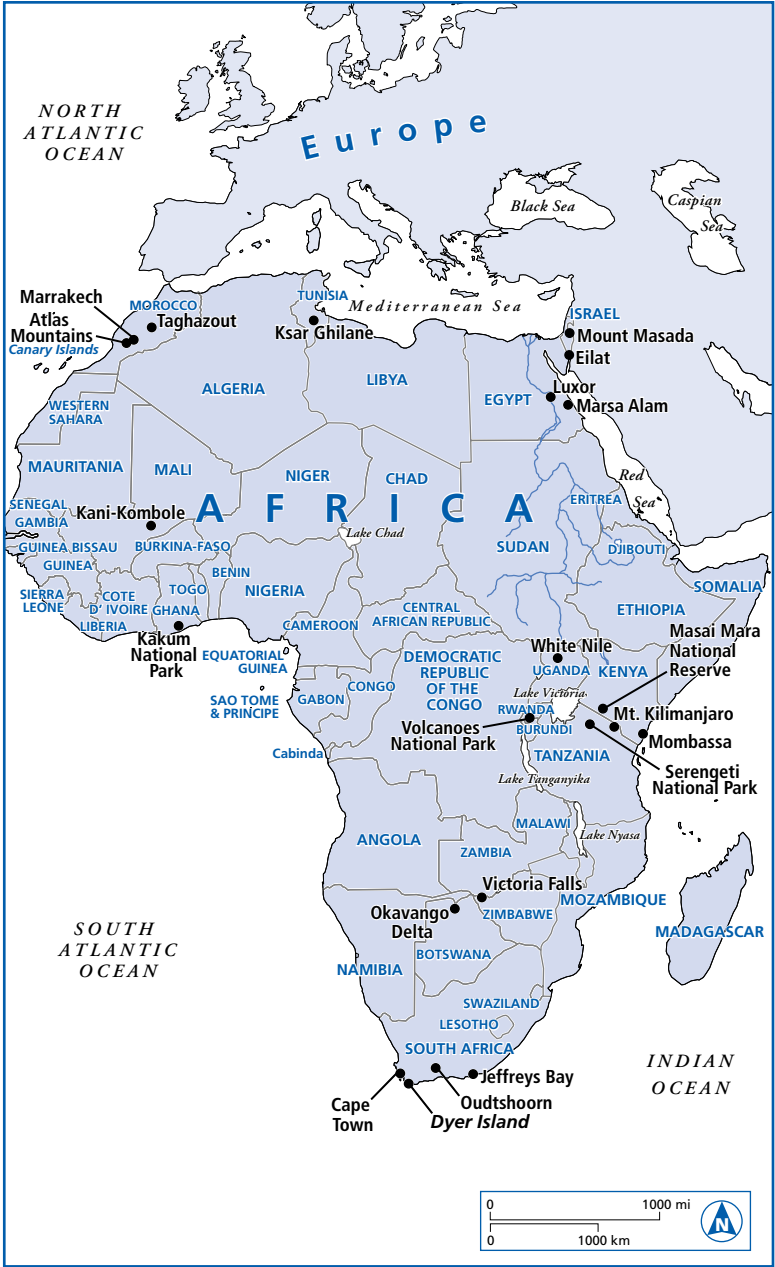 NORTH
ATLANTIC
OCEAN
Europe
Black Sea
Caspian
Sea
Marrakech
Atlas
Mountains
Canary Islands
MOROCCO
Taghazout
TUNISIA
Ksar Ghilane
Mediterranean Sea
ISRAEL
Mount Masada
Eilat
Luxor
Marsa Alam
ALGERIA
LIBYA
EGYPT
WESTERN
SAHARA
MAURITANIA
MALI
NIGER
CHAD
Red
Sea
ERITREA
AFRICA
SENEGAL
GAMBIA
Kani-Kombole
Lake Chad
GUINEA BISSAU
GUINEA
BURKINA-FASO
SUDAN
DJIBOUTI
BENIN
NIGERIA
TOGO
SIERRA
LEONE
COTE
D' IVOIRE
GHANA
LIBERIA
SOMALIA
ETHIOPIA
CENTRAL
AFRICAN REPUBLIC
CAMEROON
Kakum
National
Park
EQUATORIAL
GUINEA
DEMOCRATIC
REPUBLIC
OF THE
CONGO
White Nile
UGANDA
KENYA
Masai Mara
National
Reserve
SAO TOME
& PRINCIPE
GABON
CONGO
Lake Victoria
RWANDA
BURUNDI
Volcanoes
National Park
Mt. Kilimanjaro
Mombassa
Cabinda
TANZANIA
Serengeti
National Park
Lake Tanganyika
MALAWI
Lake Nyasa
ANGOLA
ZAMBIA
Victoria Falls
Okavango
Delta
ZIMBABWE
MOZAMBIQUE
MADAGASCAR
SOUTH
ATLANTIC
OCEAN
BOTSWANA
NAMIBIA
SWAZILAND
LESOTHO
SOUTH AFRICA
INDIAN
OCEAN
Jeffreys Bay
Cape
Town
Oudtshoorn
Dyer Island
0 1000 mi
0 1000 km
N